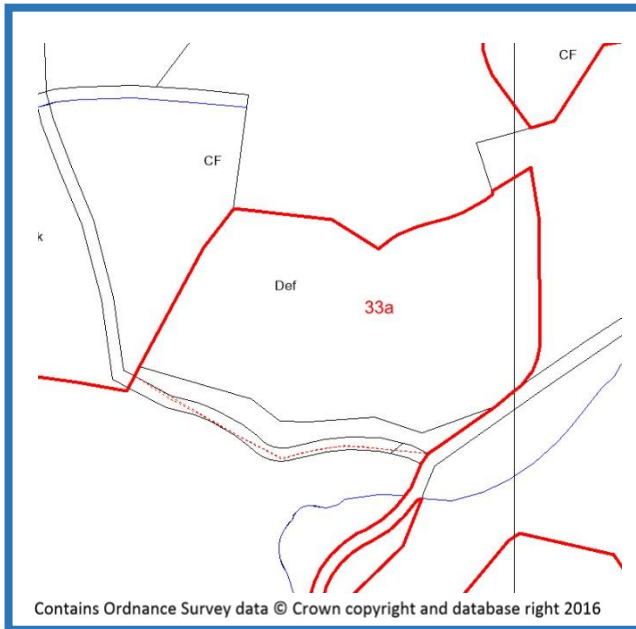 CF
CF
k
Def
33a
Contains Ordnance Survey data © Crown copyright and database right 2016